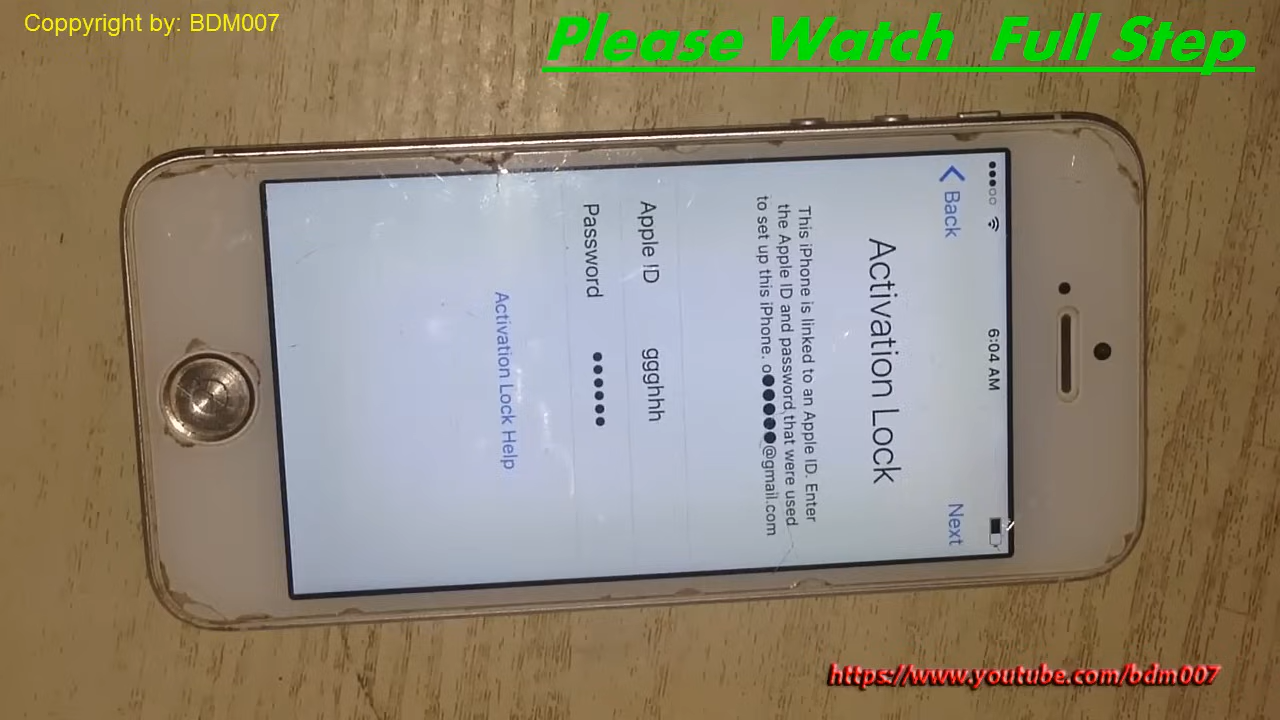 Coppyright by: BDM007
Please Watch Full Step
6:04 AM
Back
Next
Activation Lock
This iPhone is linked to an Apple ID. Enter
the Apple ID and password that were used
to set up this iPhone. o●●●●●@gmail.com
Apple ID ggghhh
Password ●●●●●●
Activation Lock Help
https://www.youtube.com/bdm007